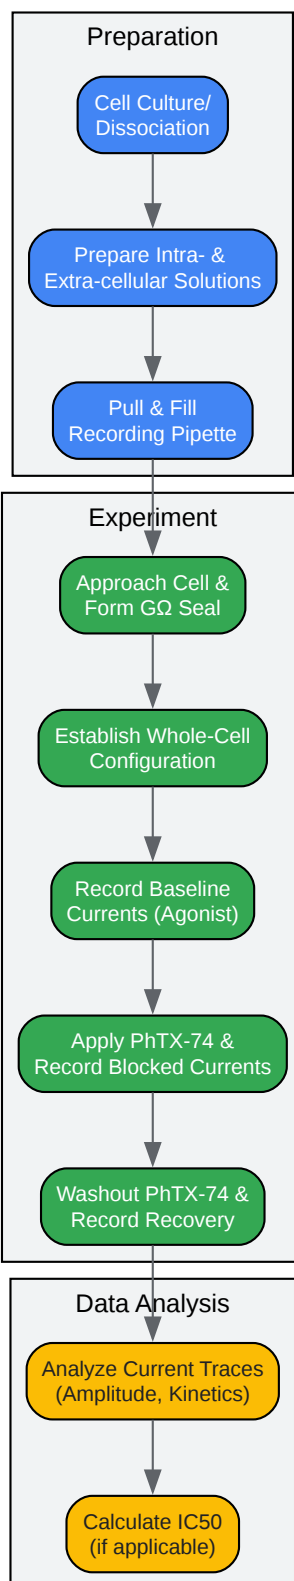 Preparation
Cell Culture/
Dissociation
Prepare Intra- &
Extra-cellular Solutions
Pull & Fill
Recording Pipette
Experiment
Approach Cell &
Form GΩ Seal
Establish Whole-Cell
Configuration
Record Baseline
Currents (Agonist)
Apply PhTX-74 &
Record Blocked Currents
Washout PhTX-74 &
Record Recovery
Data Analysis
Analyze Current Traces
(Amplitude, Kinetics)
Calculate IC50
(if applicable)